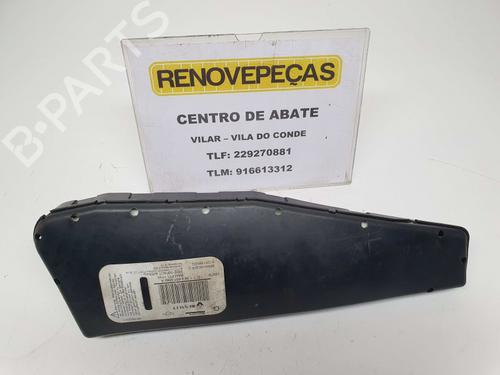 RENOVEPEÇAS
CENTRO DE ABATE
VILAR – VILA DO CONDE
TLF: 229270881
TLM: 916613312
B-PARTS